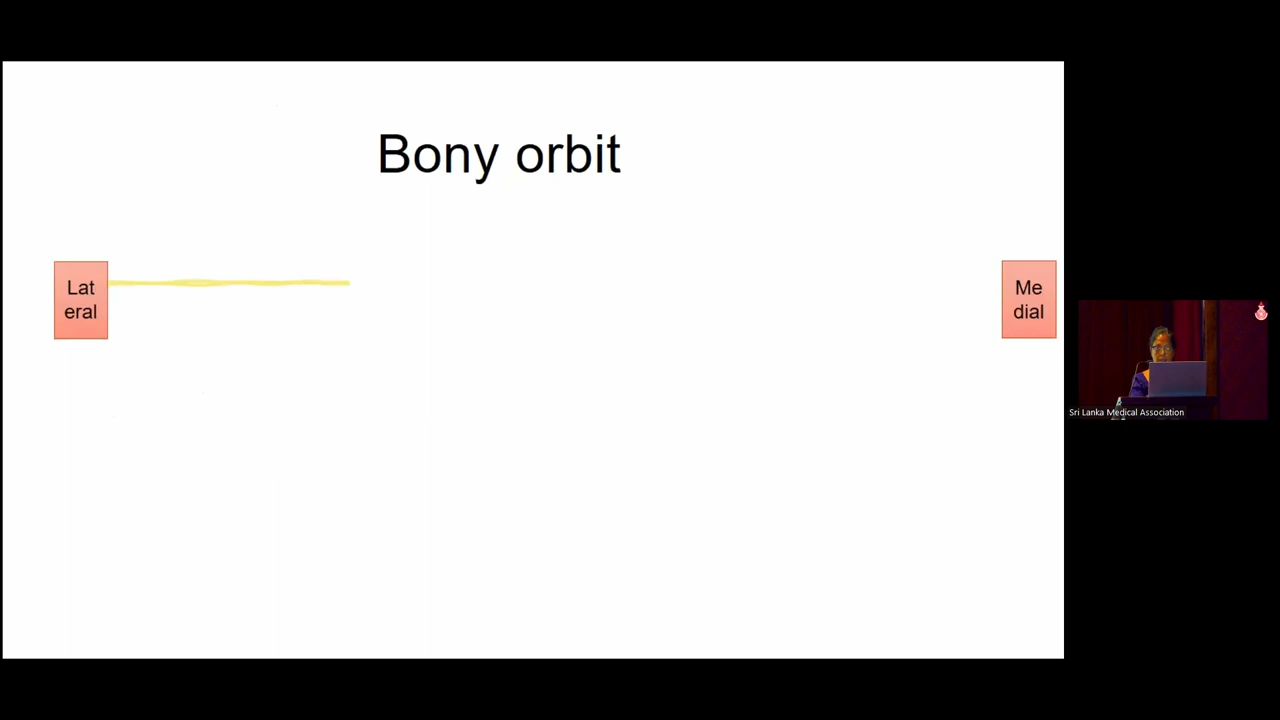 Bony orbit
Lat
eral
Me
dial
Sri Lanka Medical Association